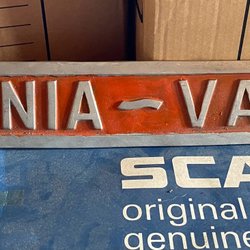 NIA ~ VA
SCA
original
genuine